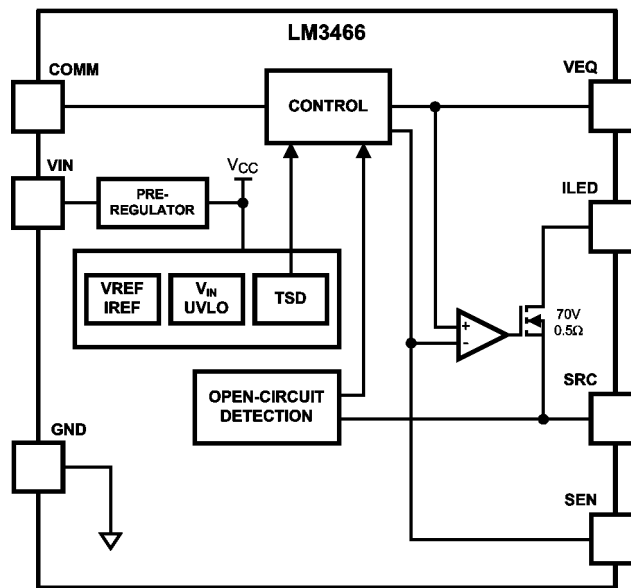 LM3466
COMM
VEQ
CONTROL
VIN
VCC
ILED
PRE-
REGULATOR
VREF
IREF
VIN
UVLO
TSD
+
-
70V
0.5Ω
OPEN-CIRCUIT
DETECTION
SRC
GND
SEN